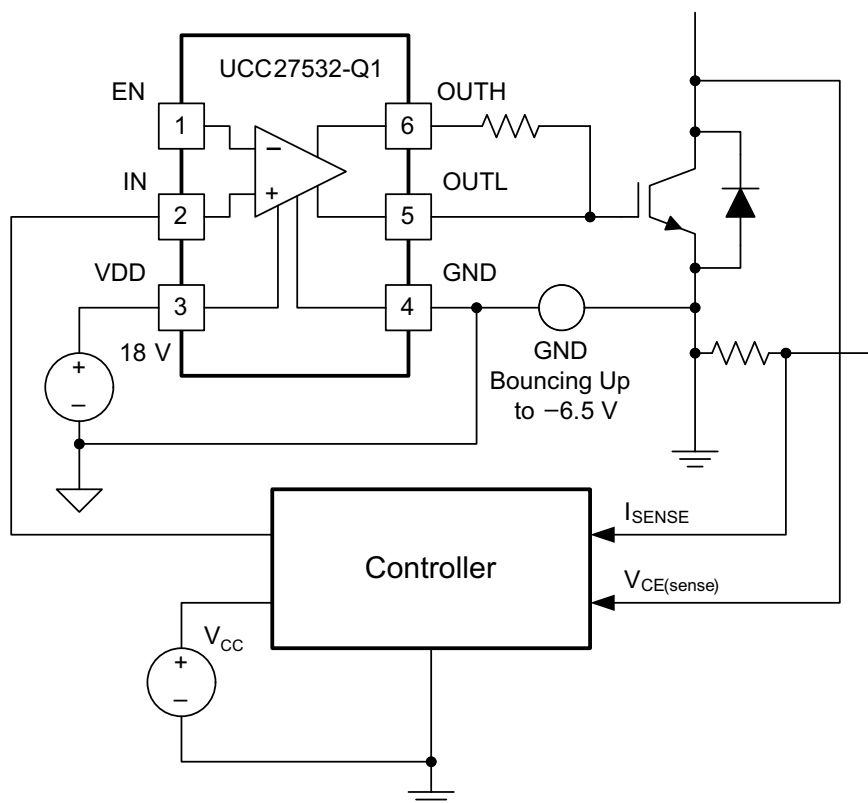 UCC27532-Q1
EN
OUTH
1
6
−
IN
OUTL
+
2
5
VDD
GND
3
4
18 V
+
−
GND
Bouncing Up
to −6.5 V
Controller
ISENSE
VCE(sense)
VCC
+
−